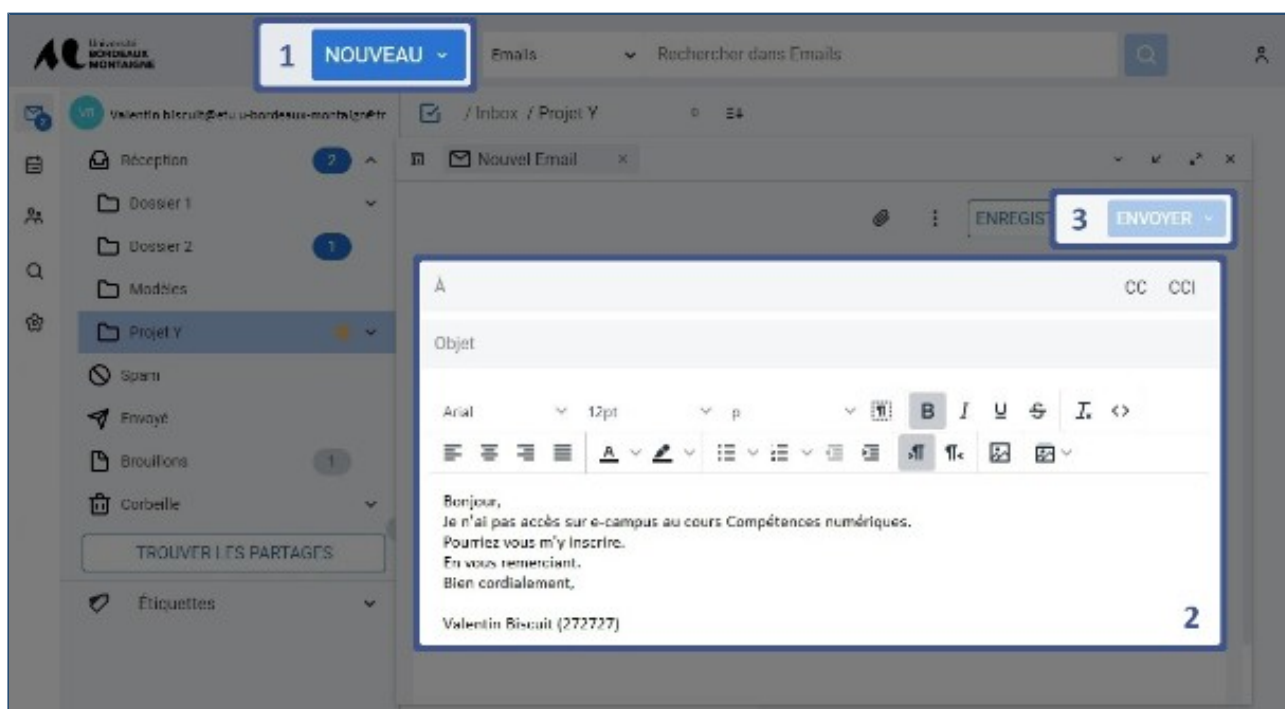 Université
BORDEAUX
MONTAIGNE
1 NOUVEAU
Emails
Rechercher dans Emails
2
VB
/ Inbox / Projet Y
Réception 2
Nouvel Email
Dossier 1
ENREGIST
3 ENVOYER
Dossier 2 1
À CC CCI
Modèles
Projet Y
Objet
Spam
Arial 12pt p
Envoyé
Brouillons 1
Corbeille
Bonjour,
Je n'ai pas accès sur e-campus au cours Compétences numériques.
Pourriez vous m'y inscrire.
En vous remerciant.
Bien cordialement,
TROUVER LES PARTAGES
Étiquettes
Valentin Biscuit (272727)
2